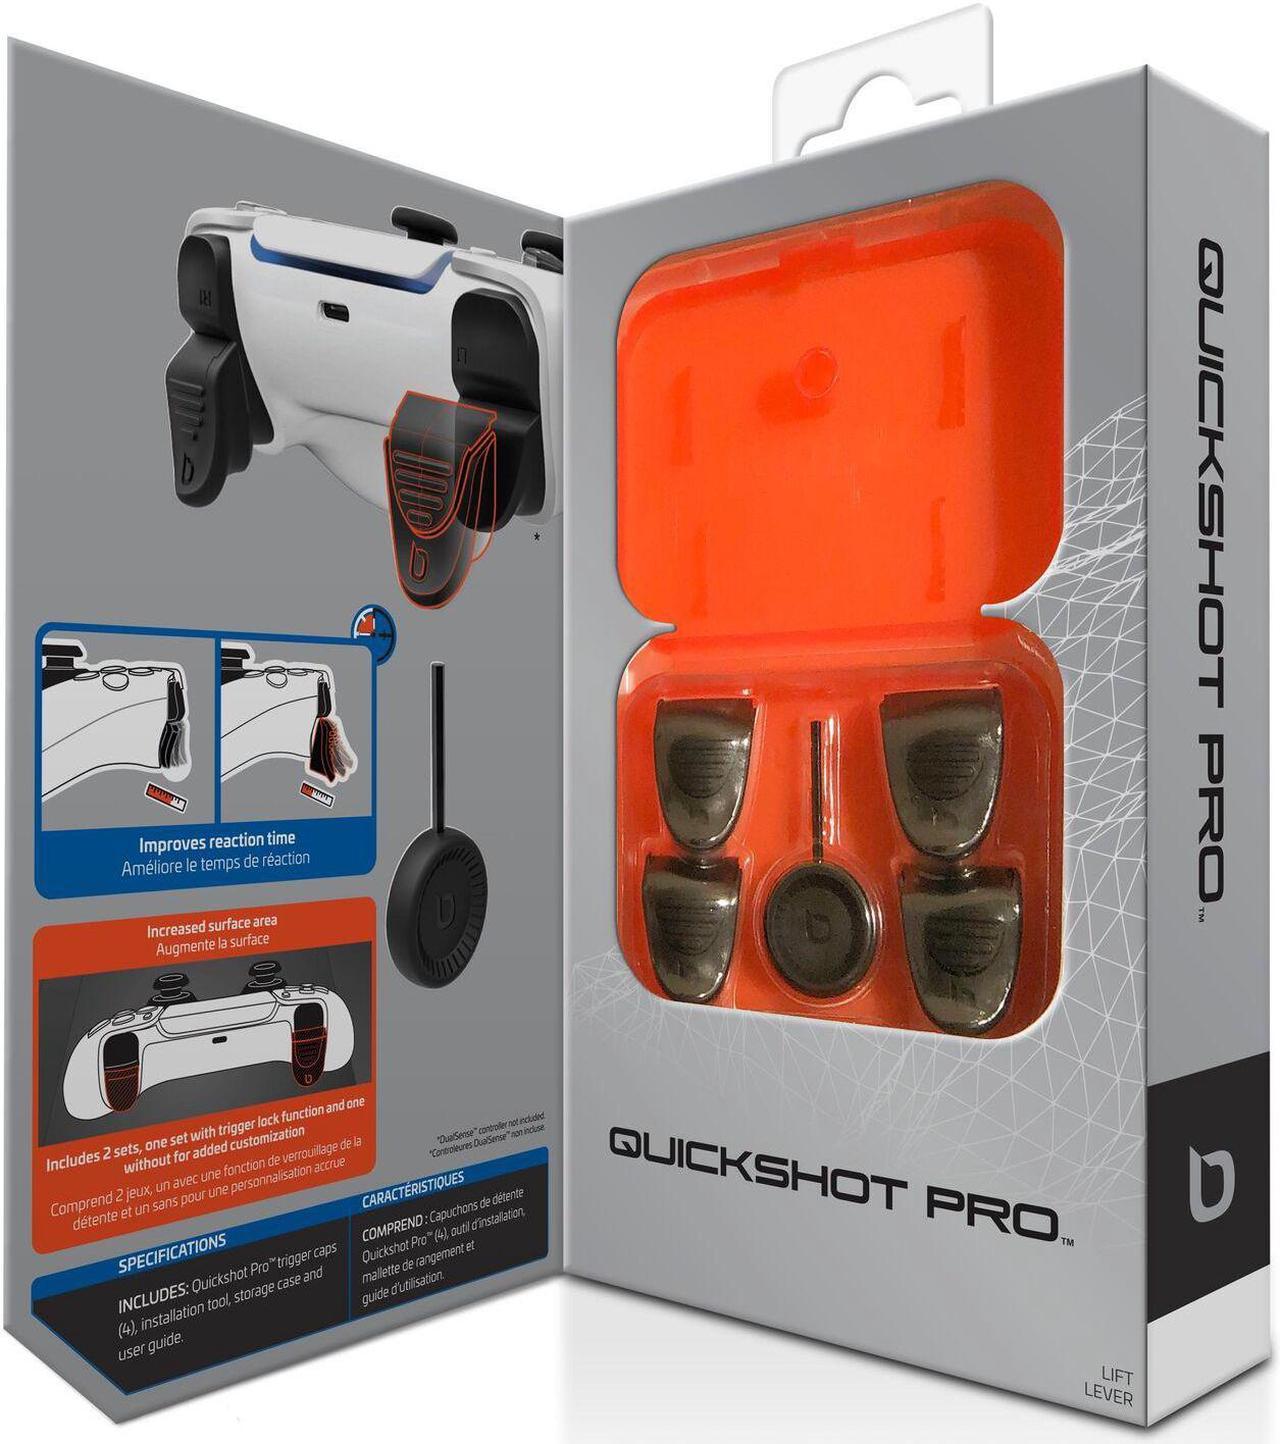 R1
L1
*
Improves reaction time
Améliore le temps de réaction
Increased surface area
Augmente la surface
Includes 2 sets, one set with trigger lock function and one
without for added customization
Comprend 2 jeux, un avec une fonction de verrouillage de la
détente et un sans pour une personnalisation accrue
*DualSense™ controller not included.
*Controleures DualSense™ non incluse.
SPECIFICATIONS
INCLUDES: Quickshot Pro™ trigger caps
(4), installation tool, storage case and
user guide.
CARACTÉRISTIQUES
COMPREND : Capuchons de détente
Quickshot Pro™ (4), outil d'installation,
mallette de rangement et
guide d'utilisation.
QUICKSHOT PRO™
LIFT
LEVER
QUICKSHOT PRO™